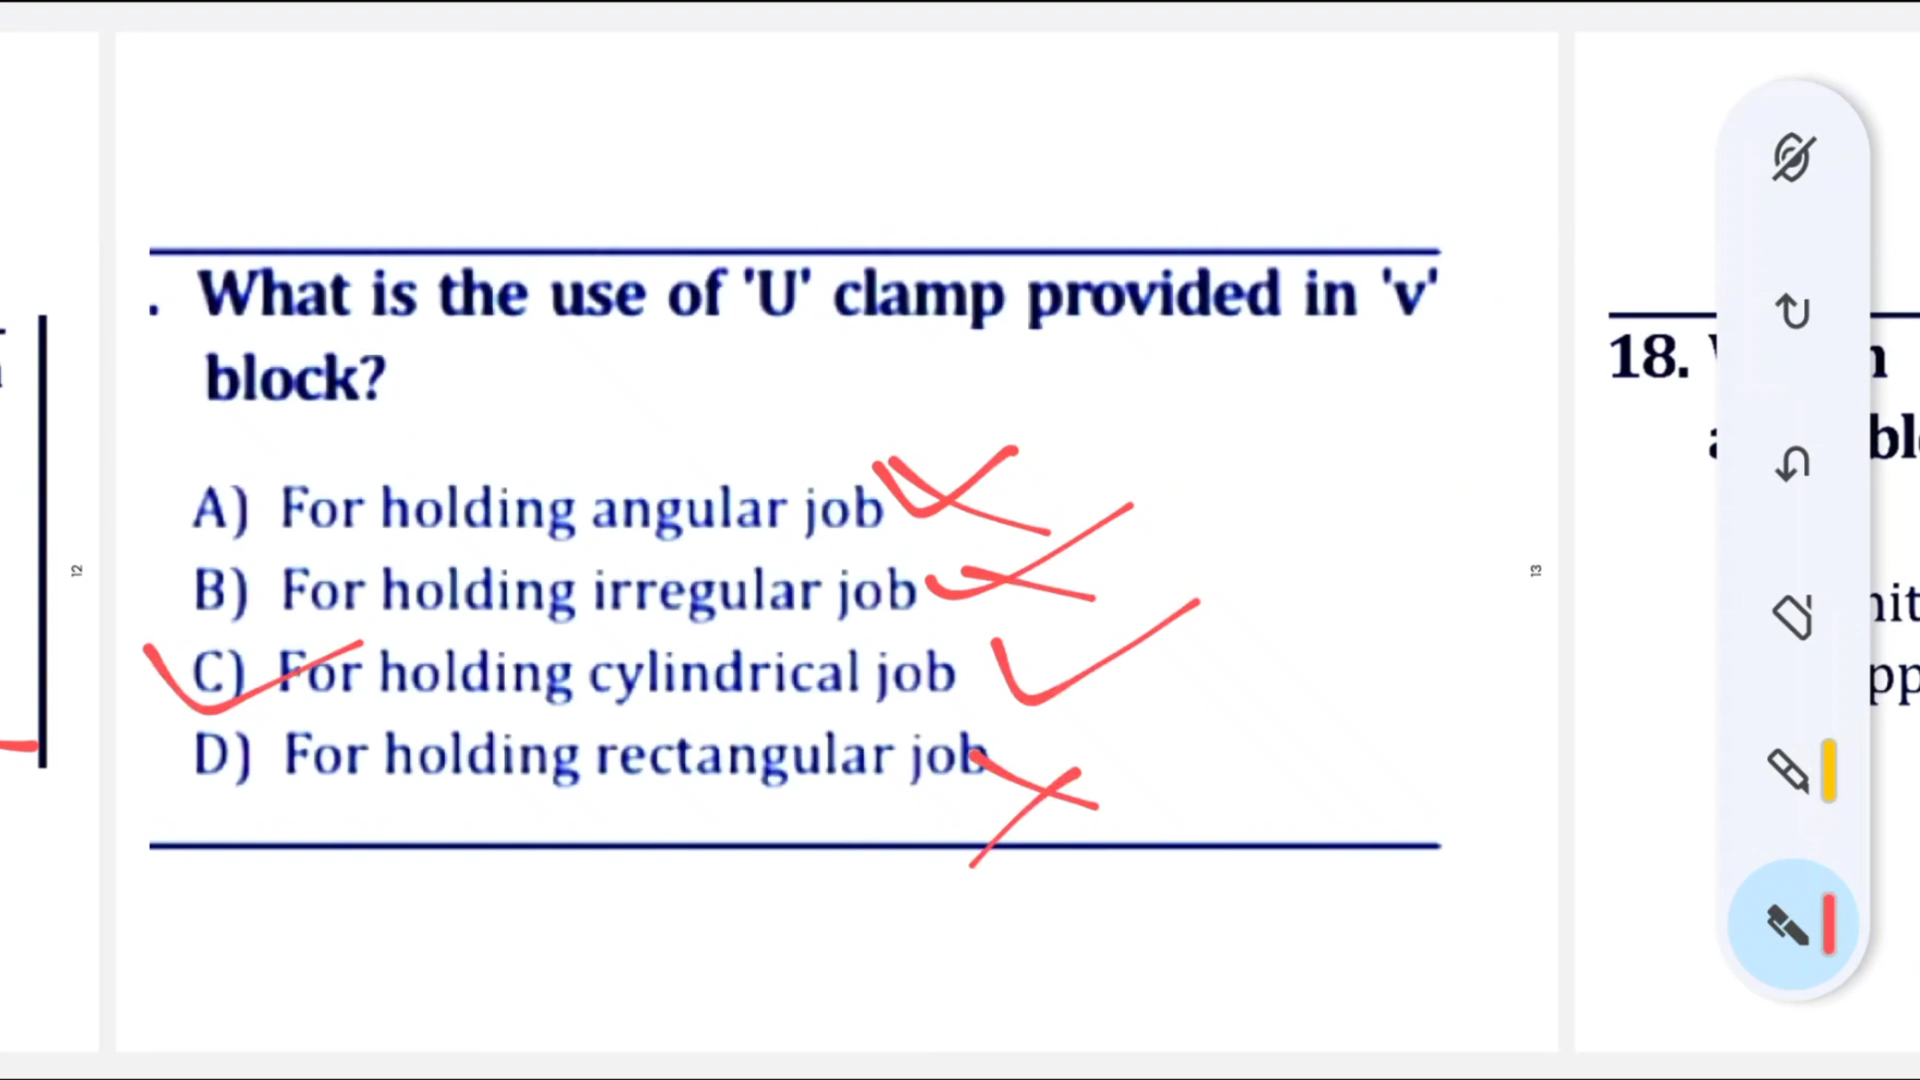 . What is the use of 'U' clamp provided in 'v'
block?
A) For holding angular job
B) For holding irregular job
C) For holding cylindrical job
D) For holding rectangular job
12
13
18.